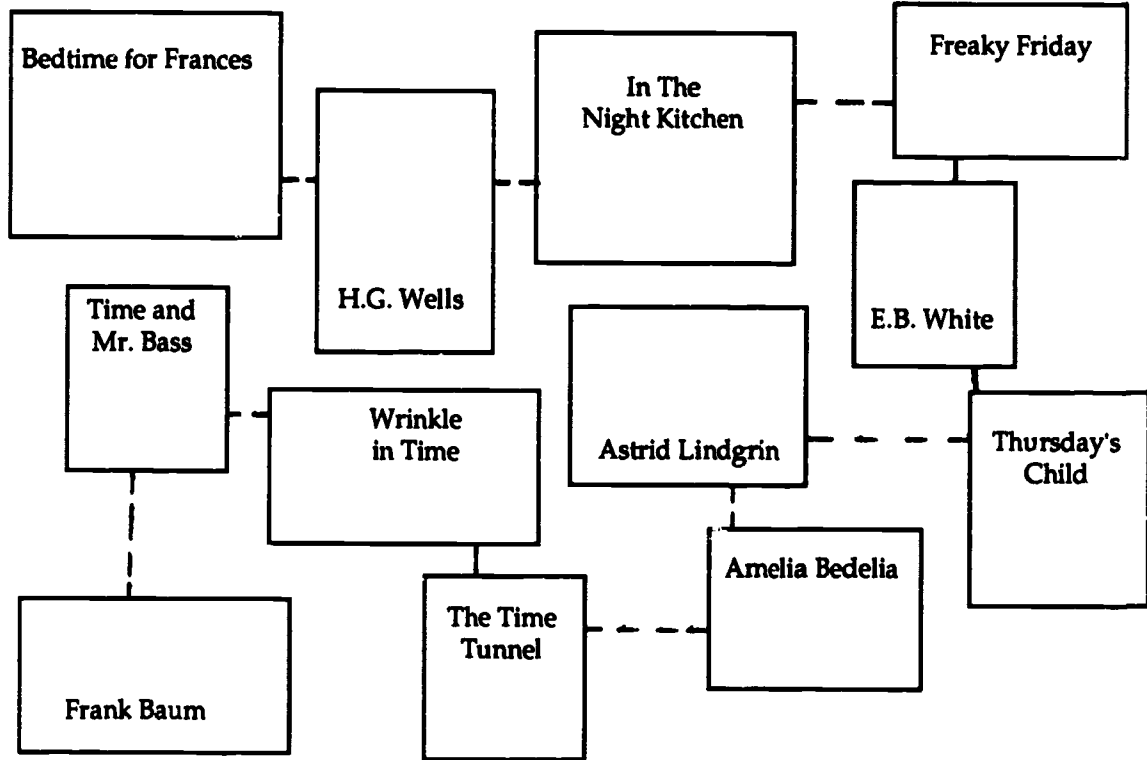 Bedtime for Frances
In The
Night Kitchen
Freaky Friday
H.G. Wells
E.B. White
Time and
Mr. Bass
Wrinkle
in Time
Astrid Lindgrin
Thursday's
Child
Amelia Bedelia
The Time
Tunnel
Frank Baum